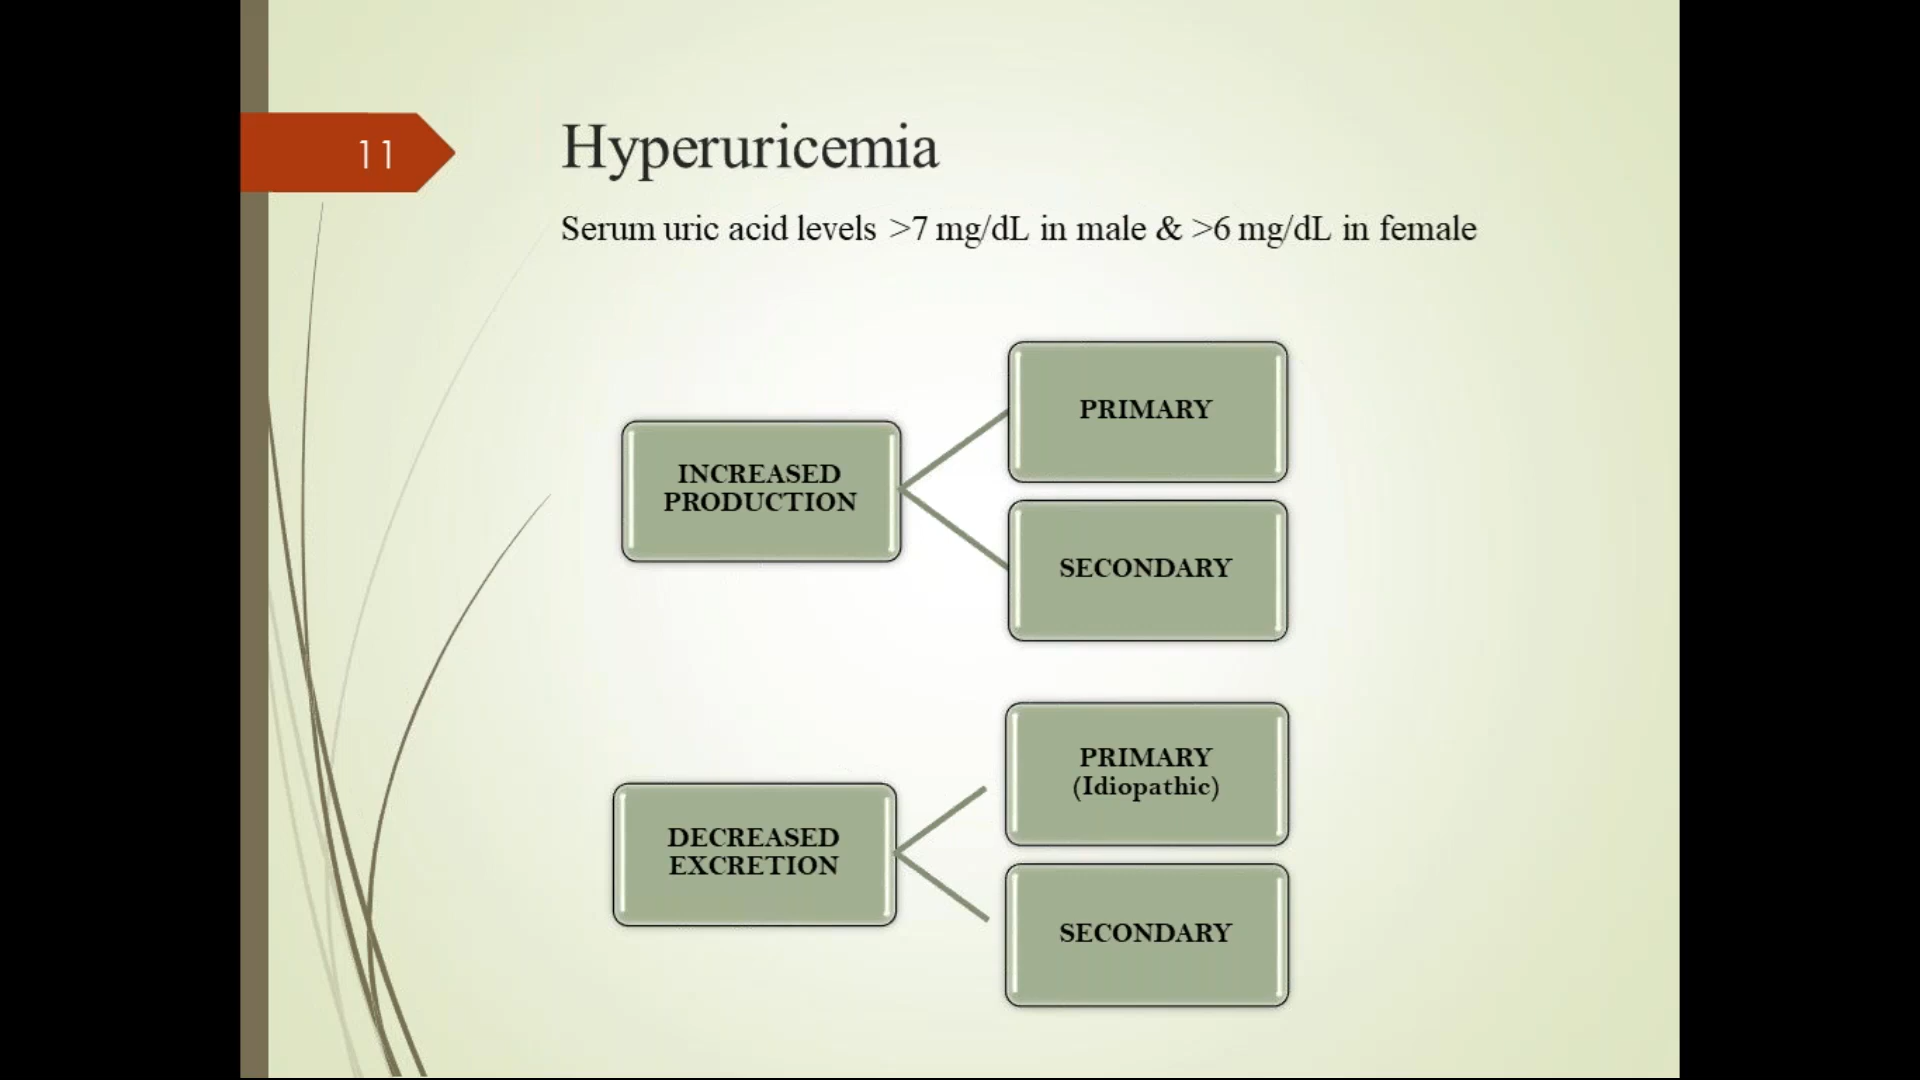 11
Hyperuricemia
Serum uric acid levels >7 mg/dL in male & >6 mg/dL in female
INCREASED
PRODUCTION
PRIMARY
SECONDARY
DECREASED
EXCRETION
PRIMARY
(Idiopathic)
SECONDARY